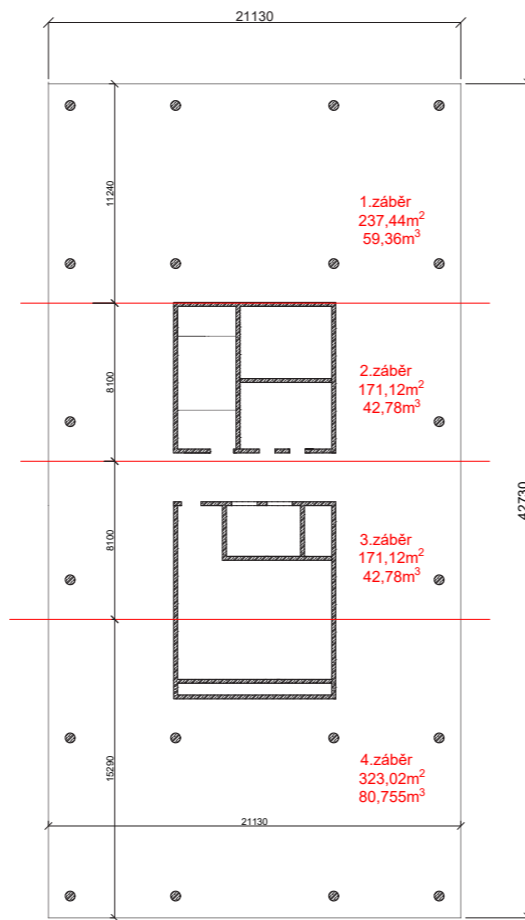 21130
11240
1.záběr
237,44m²
59,36m³
8100
2.záběr
171,12m²
42,78m³
42730
8100
3.záběr
171,12m²
42,78m³
15290
4.záběr
323,02m²
80,755m³
21130